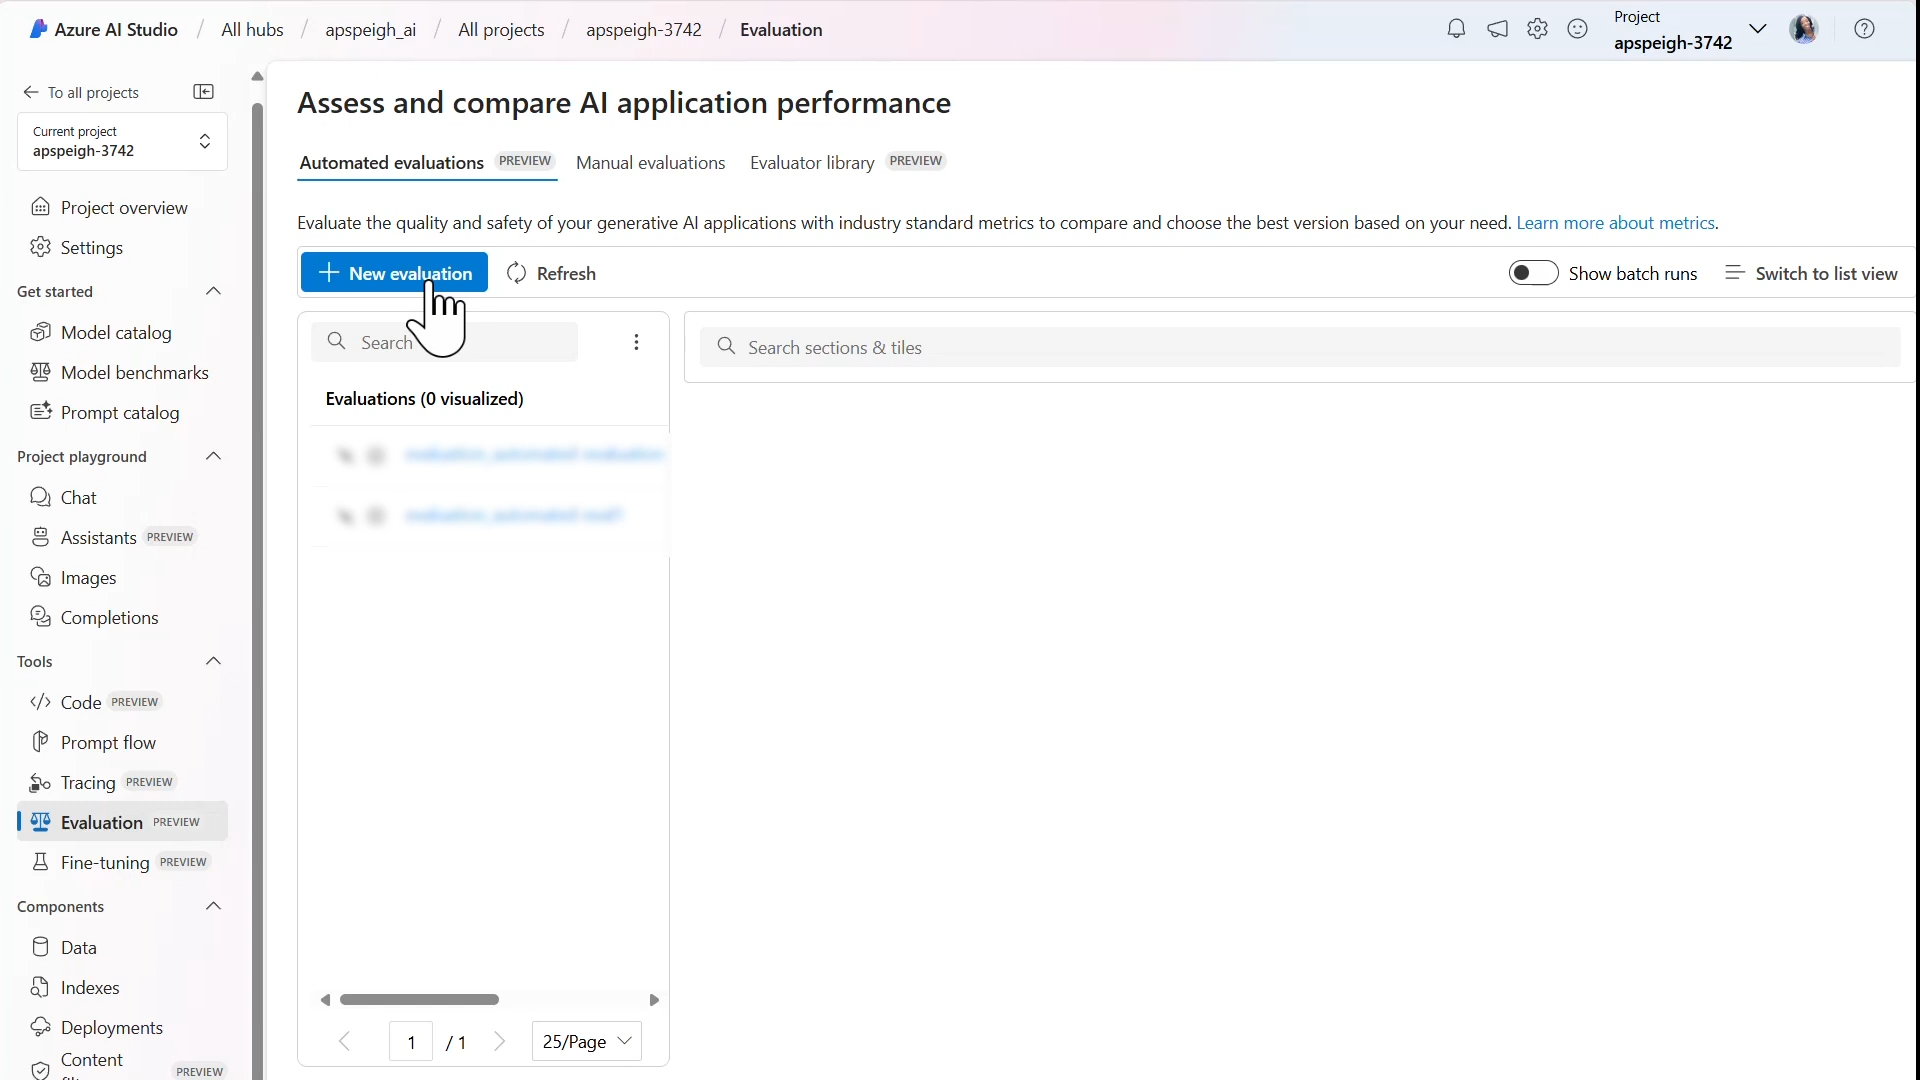 Azure AI Studio / All hubs / apspeigh_ai / All projects / apspeigh-3742 / Evaluation
Project
apspeigh-3742
To all projects
Current project
apspeigh-3742
Project overview
Settings
Get started
Model catalog
Model benchmarks
Prompt catalog
Project playground
Chat
Assistants PREVIEW
Images
Completions
Tools
Code PREVIEW
Prompt flow
Tracing PREVIEW
Evaluation PREVIEW
Fine-tuning PREVIEW
Components
Data
Indexes
Deployments
Content
PREVIEW
Assess and compare AI application performance
Automated evaluations PREVIEW Manual evaluations Evaluator library PREVIEW
Evaluate the quality and safety of your generative AI applications with industry standard metrics to compare and choose the best version based on your need. Learn more about metrics.
New evaluation Refresh Show batch runs Switch to list view
Search
Search sections & tiles
Evaluations (0 visualized)
1 / 1 25/Page